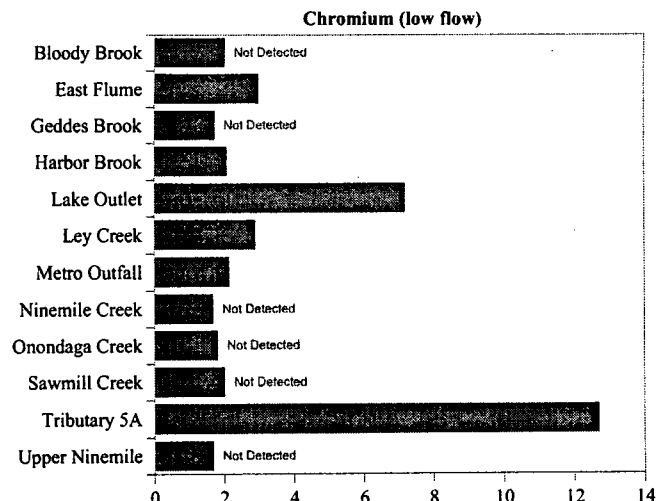 Chromium (low flow)
Bloody Brook Not Detected
East Flume
Geddes Brook Not Detected
Harbor Brook
Lake Outlet
Ley Creek
Metro Outfall
Ninemile Creek Not Detected
Onondaga Creek Not Detected
Sawmill Creek Not Detected
Tributary 5A
Upper Ninemile Not Detected
0 2 4 6 8 10 12 14